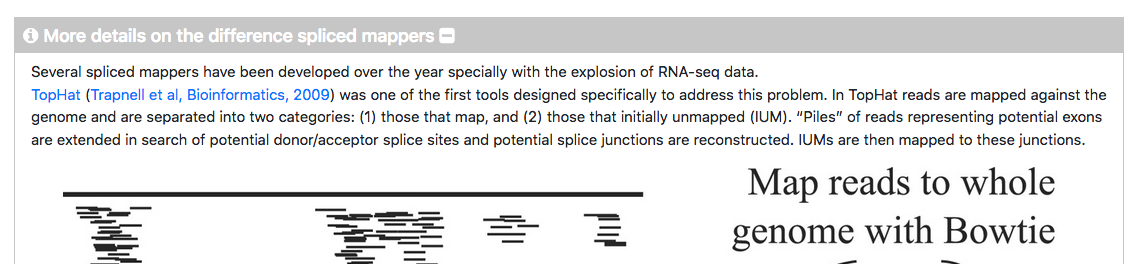 More details on the difference spliced mappers
Several spliced mappers have been developed over the year specially with the explosion of RNA-seq data.
TopHat (Trapnell et al, Bioinformatics, 2009) was one of the first tools designed specifically to address this problem. In TopHat reads are mapped against the
genome and are separated into two categories: (1) those that map, and (2) those that initially unmapped (IUM). “Piles” of reads representing potential exons
are extended in search of potential donor/acceptor splice sites and potential splice junctions are reconstructed. IUMs are then mapped to these junctions.
Map reads to whole
genome with Bowtie